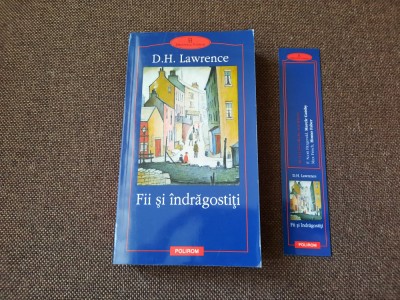 D.H. Lawrence
Fii și îndrăgostiți
POLIROM
D.H. Lawrence
Fii și îndrăgostiți
POLIROM